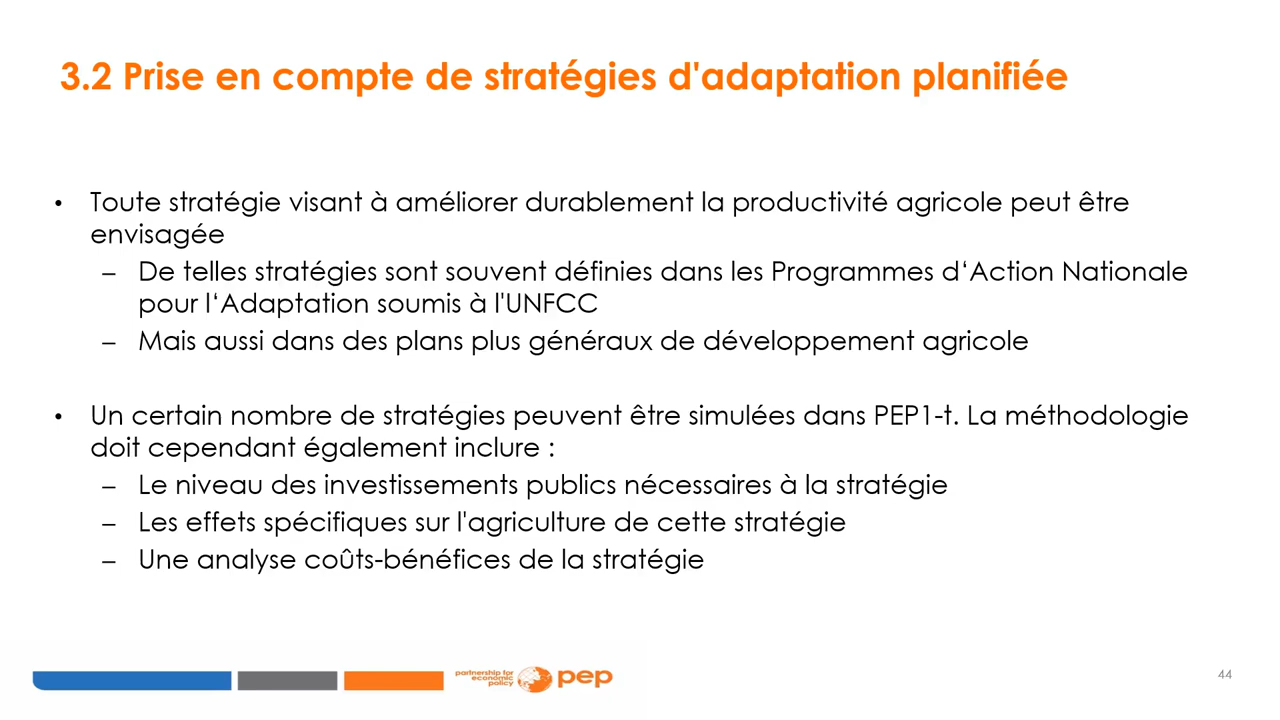 3.2 Prise en compte de stratégies d'adaptation planifiée
• Toute stratégie visant à améliorer durablement la productivité agricole peut être
envisagée
– De telles stratégies sont souvent définies dans les Programmes d‘Action Nationale
pour l‘Adaptation soumis à l'UNFCC
– Mais aussi dans des plans plus généraux de développement agricole
• Un certain nombre de stratégies peuvent être simulées dans PEP1-t. La méthodologie
doit cependant également inclure :
– Le niveau des investissements publics nécessaires à la stratégie
– Les effets spécifiques sur l'agriculture de cette stratégie
– Une analyse coûts-bénéfices de la stratégie
partnership for
economic
policy
pep
44